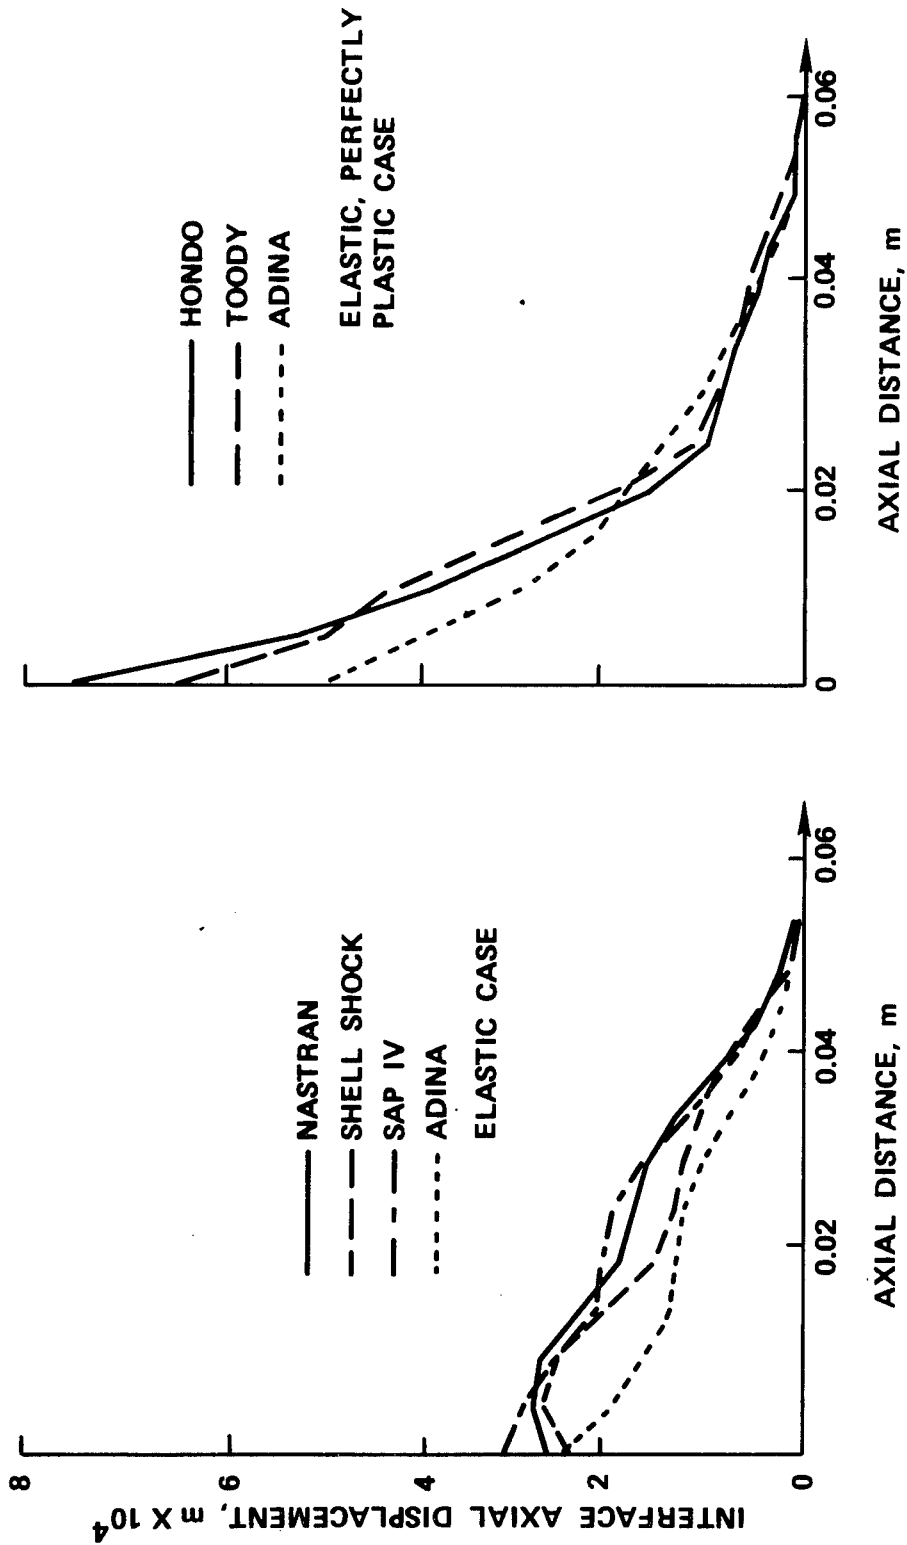 INTERFACE AXIAL DISPLACEMENT, m X 10⁴
8
6
4
2
0
NASTRAN
SHELL SHOCK
SAP IV
ADINA
ELASTIC CASE
0.02
0.04
0.06
AXIAL DISTANCE, m
HONDO
TOODY
ADINA
ELASTIC, PERFECTLY
PLASTIC CASE
0
0.02
0.04
0.06
AXIAL DISTANCE, m